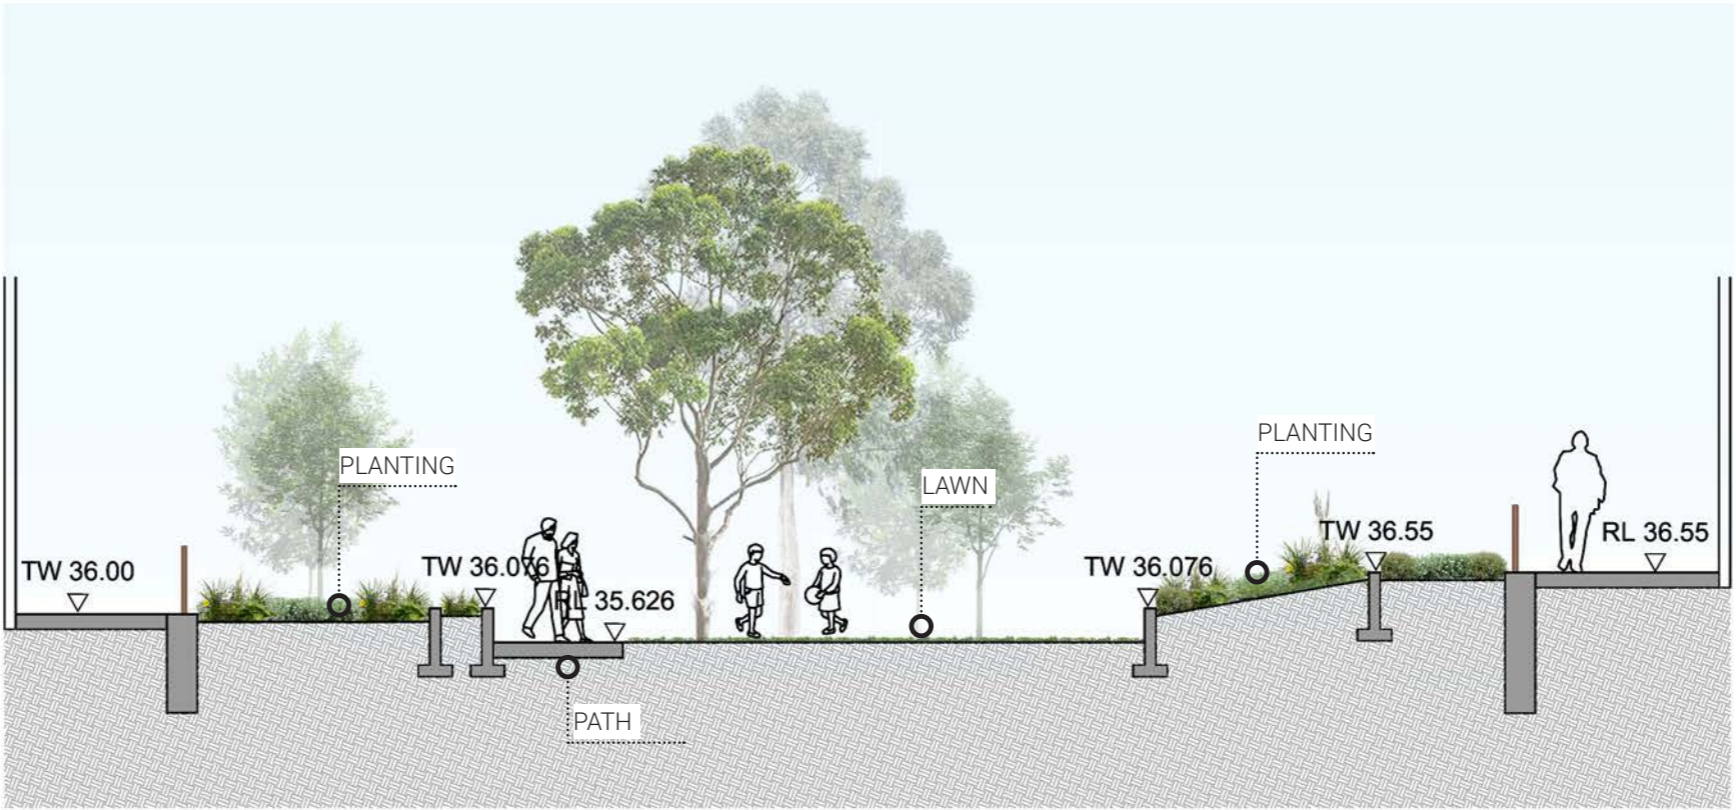 PLANTING
PLANTING
LAWN
TW 36.00
TW 36.076
RL 35.626
TW 36.076
TW 36.55
RL 36.55
PATH